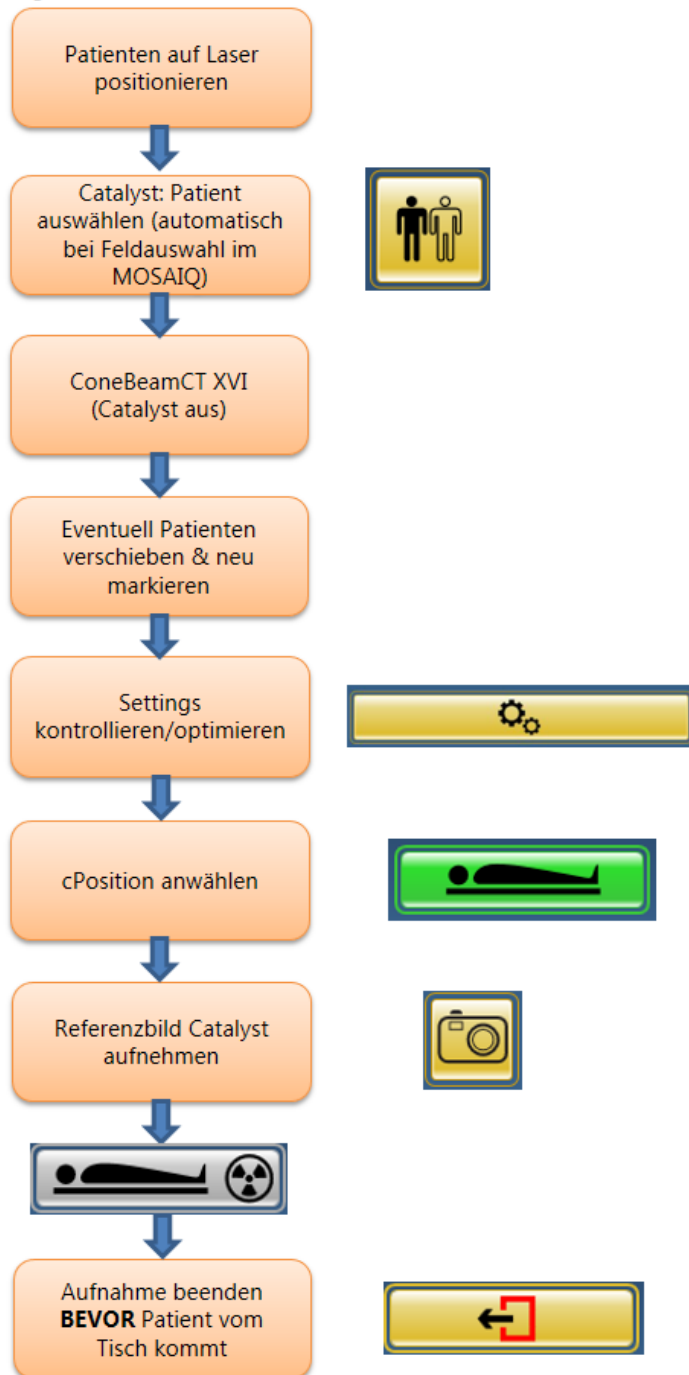 Patienten auf Laser
positionieren
Catalyst: Patient
auswählen (automatisch
bei Feldauswahl im
MOSAIQ)
ConeBeamCT XVI
(Catalyst aus)
Eventuell Patienten
verschieben & neu
markieren
Settings
kontrollieren/optimieren
cPosition anwählen
Referenzbild Catalyst
aufnehmen
Aufnahme beenden
BEVOR Patient vom
Tisch kommt